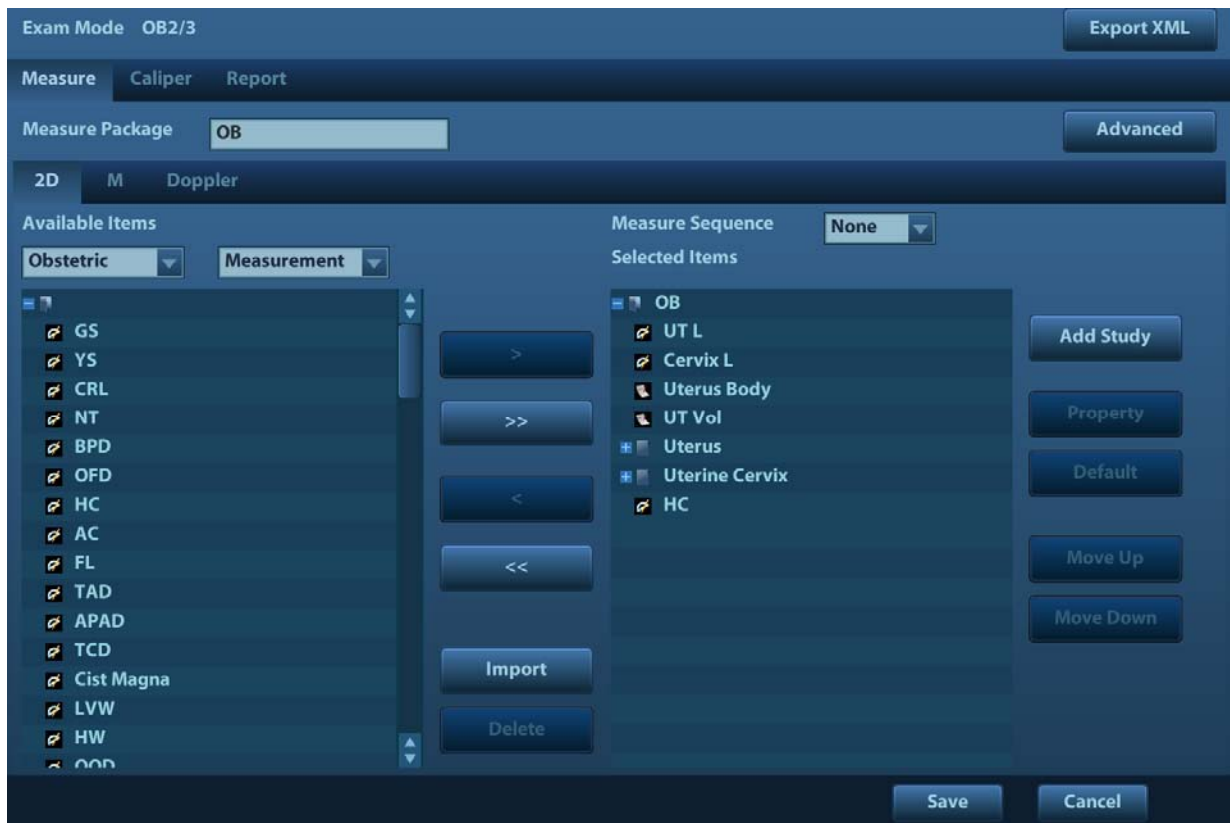 Exam Mode OB2/3
Export XML
Measure Caliper Report
Measure Package OB
Advanced
2D M Doppler
Available Items
Obstetric Measurement
GS
YS
CRL
NT
BPD
OFD
HC
AC
FL
TAD
APAD
TCD
Cist Magna
LVW
HW
OOD
>
>>
<
<<
Import
Delete
Measure Sequence None
Selected Items
OB
UT L
Cervix L
Uterus Body
UT Vol
Uterus
Uterine Cervix
HC
Add Study
Property
Default
Move Up
Move Down
Save Cancel